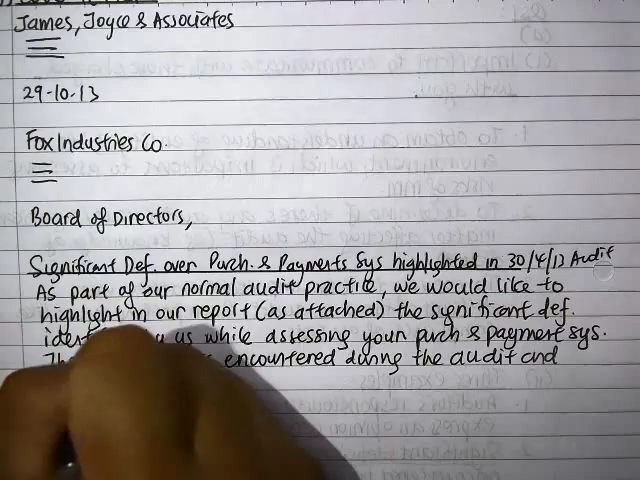 James, Joyce & Associates
29-10-13
Fox Industries Co.
Board of Directors,
Significant Def. over Purch. & Payments Sys highlighted in 30/4/13 Audit
As part of our normal audit practice, we would like to
highlight in our report (as attached) the significant def.
us while assessing your purch & payment sys.
encountered during the audit and